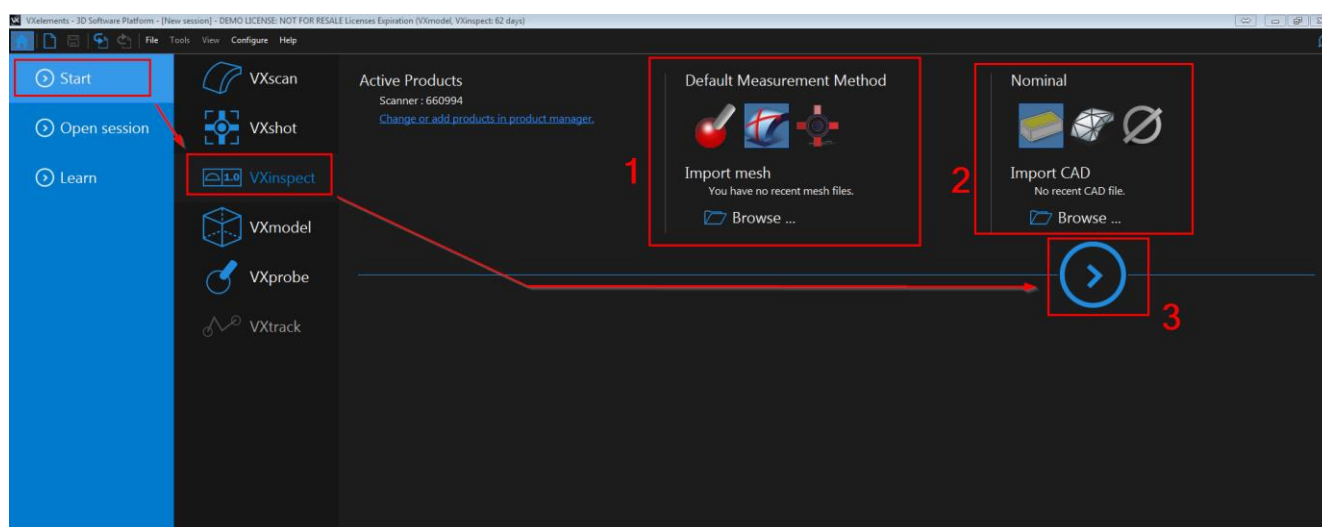 VXelements - 3D Software Platform - [New session] - DEMO LICENSE: NOT FOR RESALE Licenses Expiration (VXmodel, VXinspect: 62 days)
File Tools View Configure Help
Start
Open session
Learn
VXscan
VXshot
1.0 VXinspect
VXmodel
VXprobe
VXtrack
Active Products
Scanner : 660994
Change or add products in product manager.
1
Default Measurement Method
Import mesh
You have no recent mesh files.
Browse ...
2
Nominal
Import CAD
No recent CAD file.
Browse ...
3